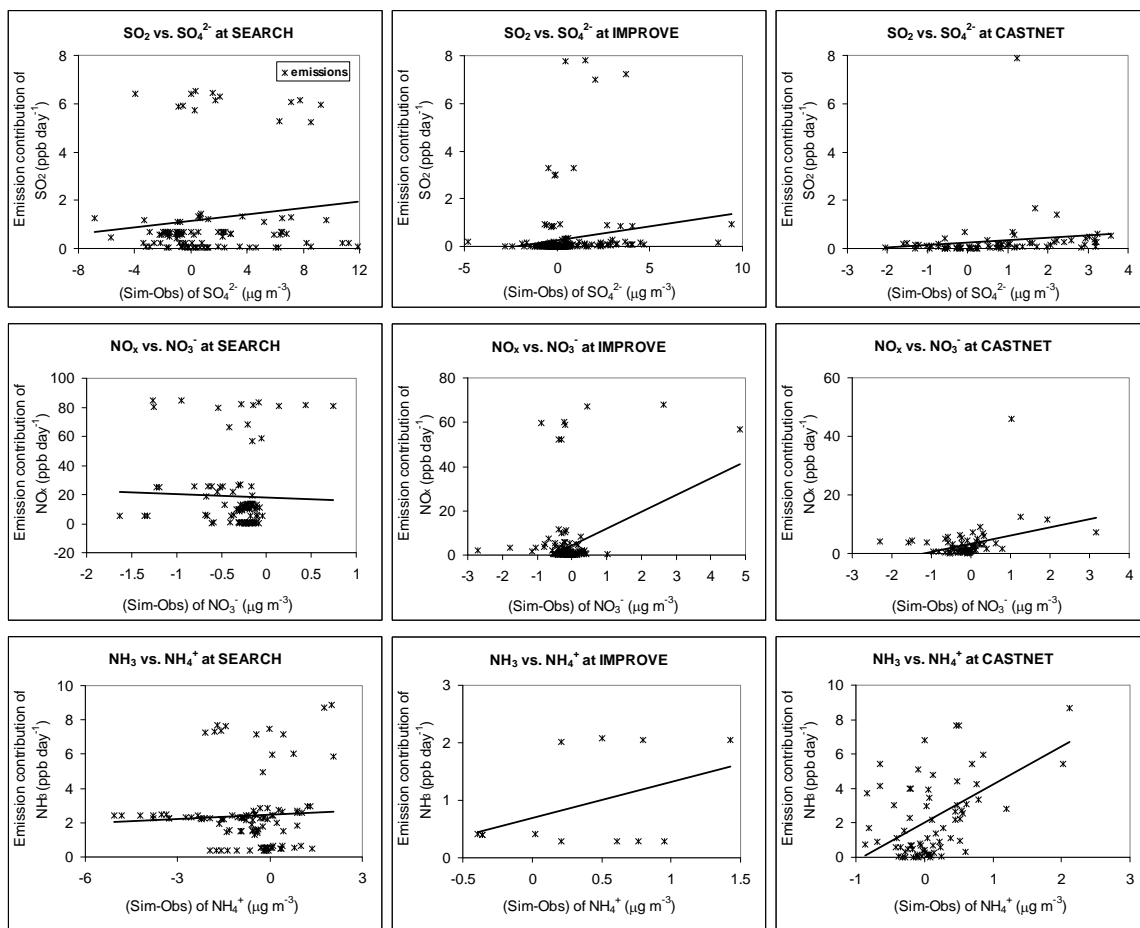 SO₂ vs. SO₄²⁻ at SEARCH
Emission contribution of
SO₂ (ppb day⁻¹)
8
6
4
2
0
-8
-4
0
4
8
12
emissions
(Sim-Obs) of SO₄²⁻ (μg m⁻³)
SO₂ vs. SO₄²⁻ at IMPROVE
Emission contribution of
SO₂ (ppb day⁻¹)
8
6
4
2
0
-5
0
5
10
(Sim-Obs) of SO₄²⁻ (μg m⁻³)
SO₂ vs. SO₄²⁻ at CASTNET
Emission contribution of
SO₂ (ppb day⁻¹)
8
6
4
2
0
-3
-2
-1
0
1
2
3
4
(Sim-Obs) of SO₄²⁻ (μg m⁻³)
NOₓ vs. NO₃⁻ at SEARCH
Emission contribution of
NOₓ (ppb day⁻¹)
100
80
60
40
20
0
-20
-2
-1.5
-1
-0.5
0
0.5
1
(Sim-Obs) of NO₃⁻ (μg m⁻³)
NOₓ vs. NO₃⁻ at IMPROVE
Emission contribution of
NOₓ (ppb day⁻¹)
80
60
40
20
0
-3
-2
-1
0
1
2
3
4
5
(Sim-Obs) of NO₃⁻ (μg m⁻³)
NOₓ vs. NO₃⁻ at CASTNET
Emission contribution of
NOₓ (ppb day⁻¹)
60
40
20
0
-3
-2
-1
0
1
2
3
4
(Sim-Obs) of NO₃⁻ (μg m⁻³)
NH₃ vs. NH₄⁺ at SEARCH
Emission contribution of
NH₃ (ppb day⁻¹)
10
8
6
4
2
0
-6
-3
0
3
(Sim-Obs) of NH₄⁺ (μg m⁻³)
NH₃ vs. NH₄⁺ at IMPROVE
Emission contribution of
NH₃ (ppb day⁻¹)
3
2
1
0
-0.5
0
0.5
1
1.5
(Sim-Obs) of NH₄⁺ (μg m⁻³)
NH₃ vs. NH₄⁺ at CASTNET
Emission contribution of
NH₃ (ppb day⁻¹)
10
8
6
4
2
0
-1
0
1
2
3
(Sim-Obs) of NH₄⁺ (μg m⁻³)